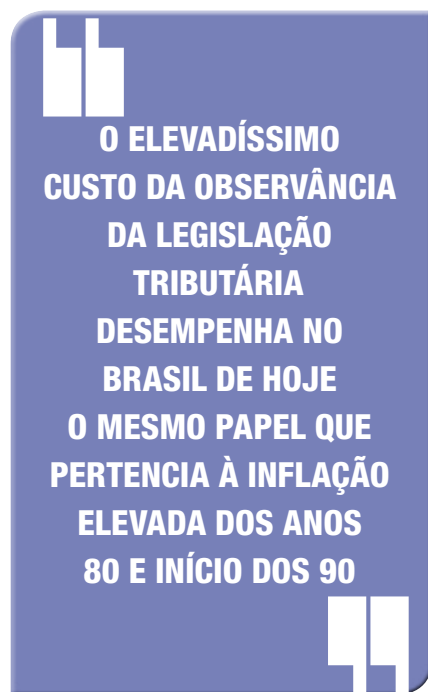 O ELEVADÍSSIMO
CUSTO DA OBSERVÂNCIA
DA LEGISLAÇÃO
TRIBUTÁRIA
DESEMPENHA NO
BRASIL DE HOJE
O MESMO PAPEL QUE
PERTENCIA À INFLAÇÃO
ELEVADA DOS ANOS
80 E INÍCIO DOS 90